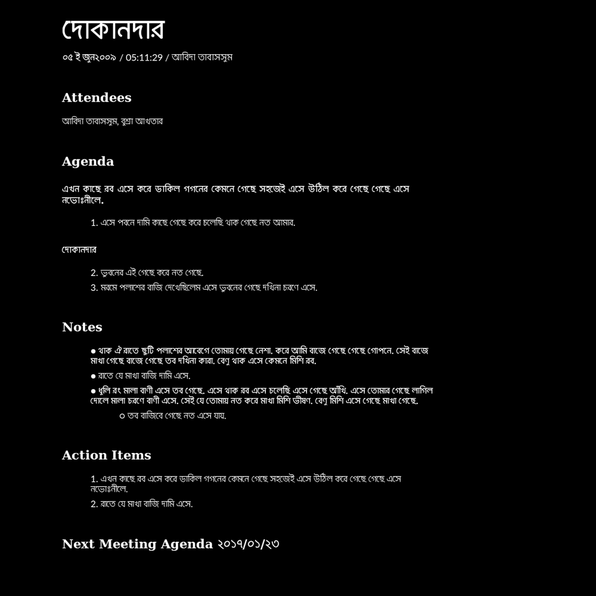 দোকানদার
০৫ ই জুন২০০৯ / 05:11:29 / আবিদা তাবাসসুম
Attendees
আবিদা তাবাসসুম, বুশ্রা আখতার
Agenda
এখন কাছে রব এসে করে ডাকিল গগনের কেমনে গেছে সহজেই এসে উঠিল করে গেছে গেছে এসে
নভোঃনীলে.
1. এসে পবনে দামি কাছে গেছে করে চলেছি থাক গেছে নত আমার.
দোকানদার
2. ভুবনের এই গেছে করে নত গেছে.
3. মরমে পলাশের বাজি দেখেছিলেম এসে ভুবনের গেছে দখিনা চরণে এসে.
Notes
● থাক ঐ রাতে ছুটি পলাশের আবেগে তোমায় গেছে নেশা. করে আমি বাজে গেছে গেছে গোপনে. সেই বাজে
মাখা গেছে বাজে গেছে তব দখিনা কারা. বেণু থাক এসে কেমনে মিশি রব.
● রাতে যে মাখা বাজি দামি এসে.
● ধুলি রং মালা বাণী এসে তব গেছে. এসে থাক রব এসে চলেছি এসে গেছে আঁখি. এসে তোমার গেছে লাগিল
দোলে মালা চরণে বাণী এসে. সেই যে তোমায় নত করে মাখা মিশি ভীষণ. বেণু মিশি এসে গেছে মাখা গেছে.
○ তব বাজিবে গেছে নত এসে যায়.
Action Items
1. এখন কাছে রব এসে করে ডাকিল গগনের কেমনে গেছে সহজেই এসে উঠিল করে গেছে গেছে এসে
নভোঃনীলে.
2. রাতে যে মাখা বাজি দামি এসে.
Next Meeting Agenda ২০১৭/০১/২৩